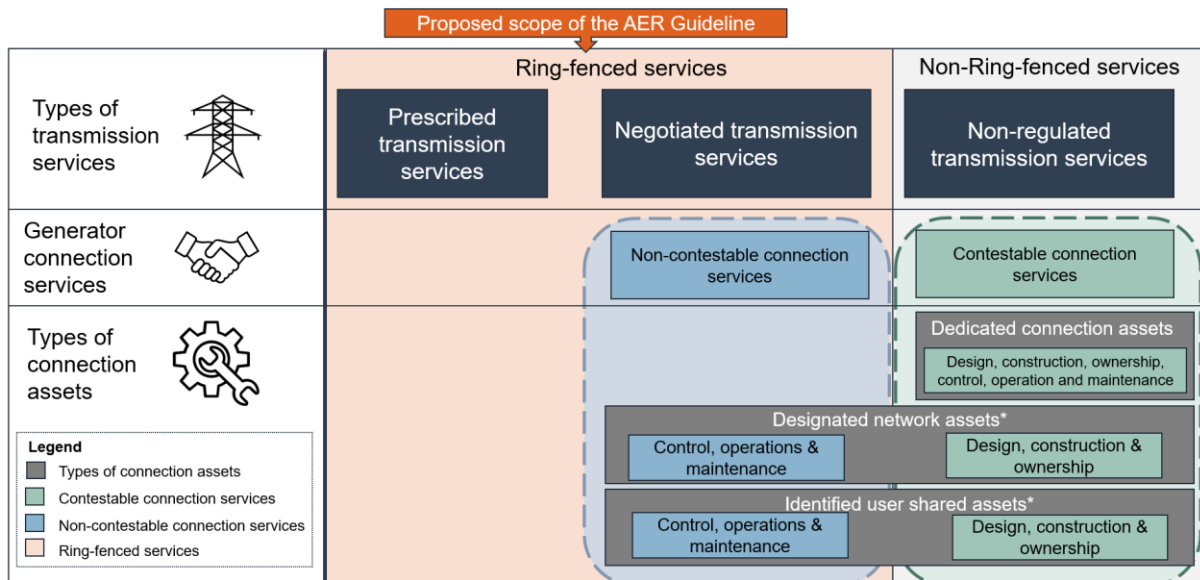 Proposed scope of the AER Guideline
Ring-fenced services
Non-Ring-fenced services
Types of
transmission
services
Prescribed
transmission
services
Negotiated transmission
services
Non-regulated
transmission services
Generator
connection
services
Non-contestable connection
services
Contestable connection
services
Types of
connection
assets
Dedicated connection assets
Design, construction, ownership,
control, operation and maintenance
Designated network assets*
Control, operations &
maintenance
Design, construction &
ownership
Identified user shared assets*
Control, operations &
maintenance
Design, construction &
ownership
Legend
Types of connection assets
Contestable connection services
Non-contestable connection services
Ring-fenced services